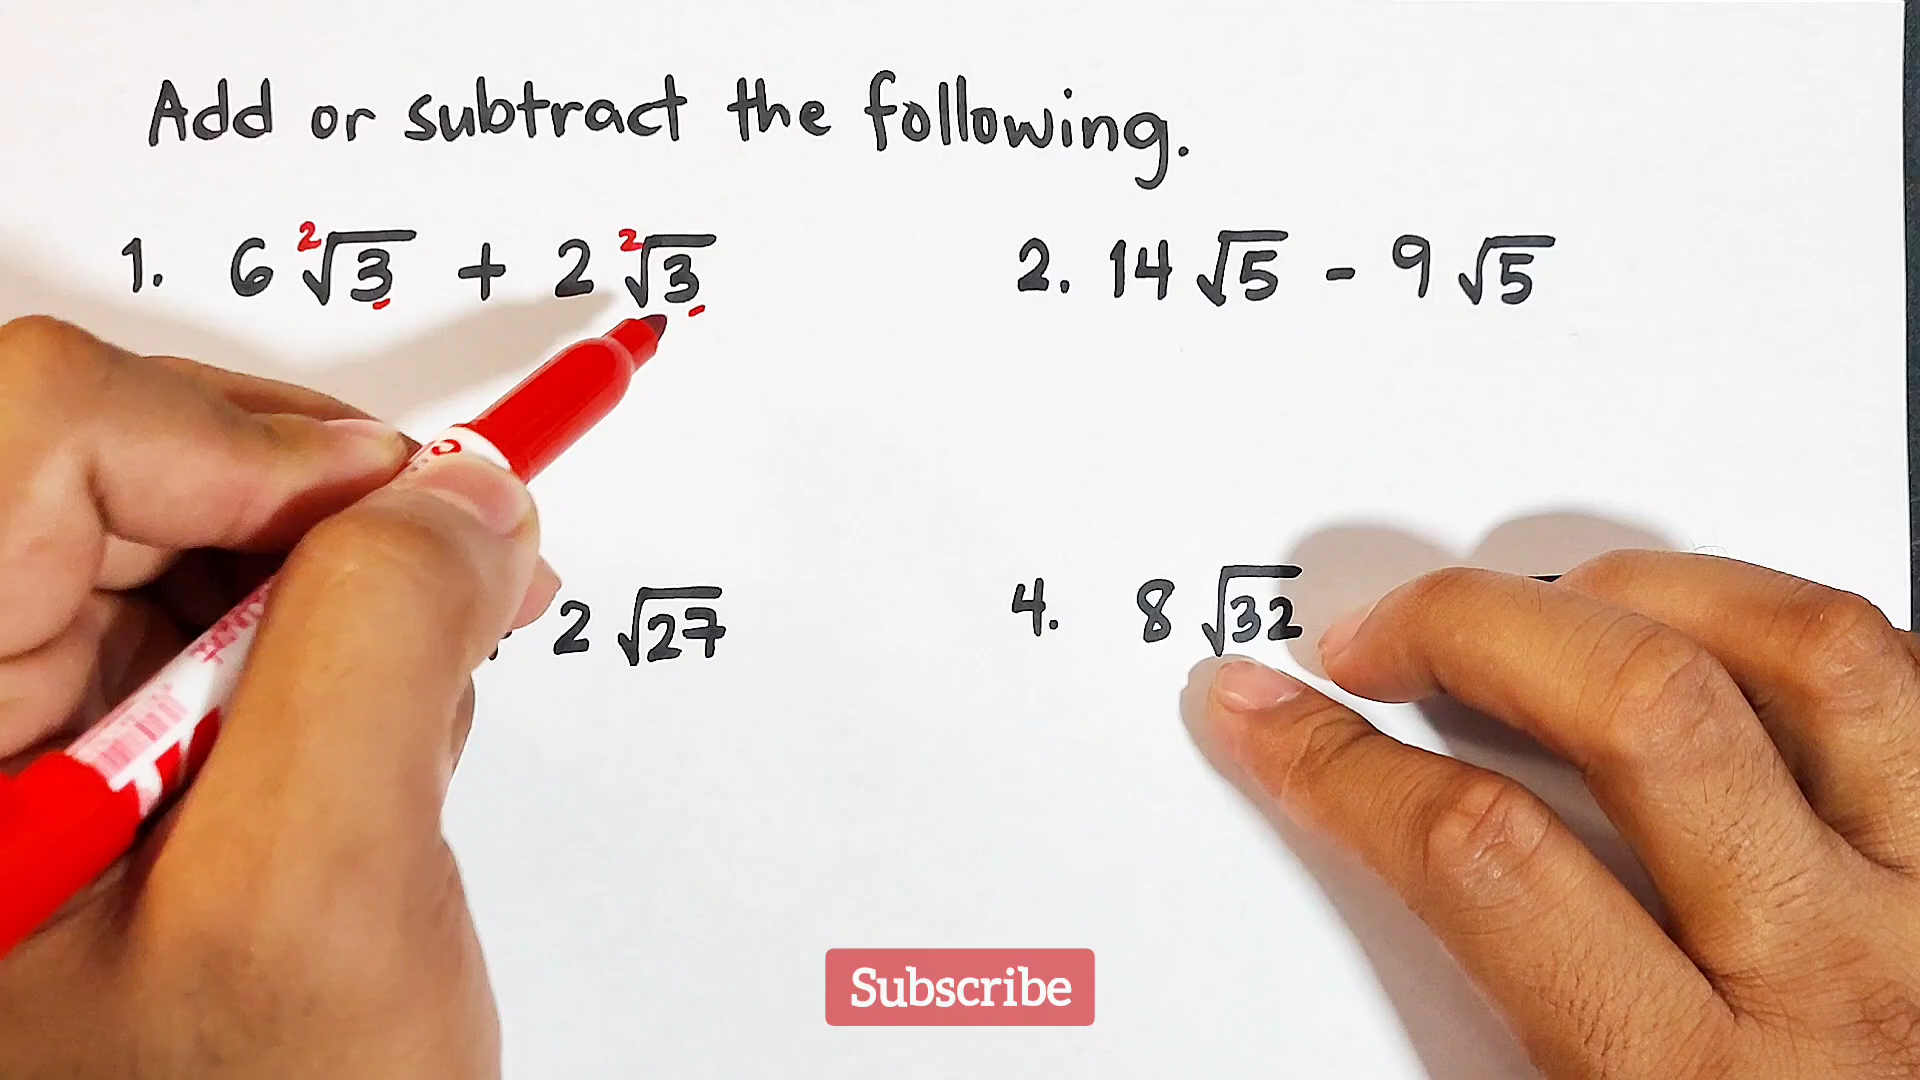 Add or subtract the following.
1. 6 ²√3 + 2 ²√3
2. 14 √5 - 9 √5
2 √27
4. 8 √32
Subscribe